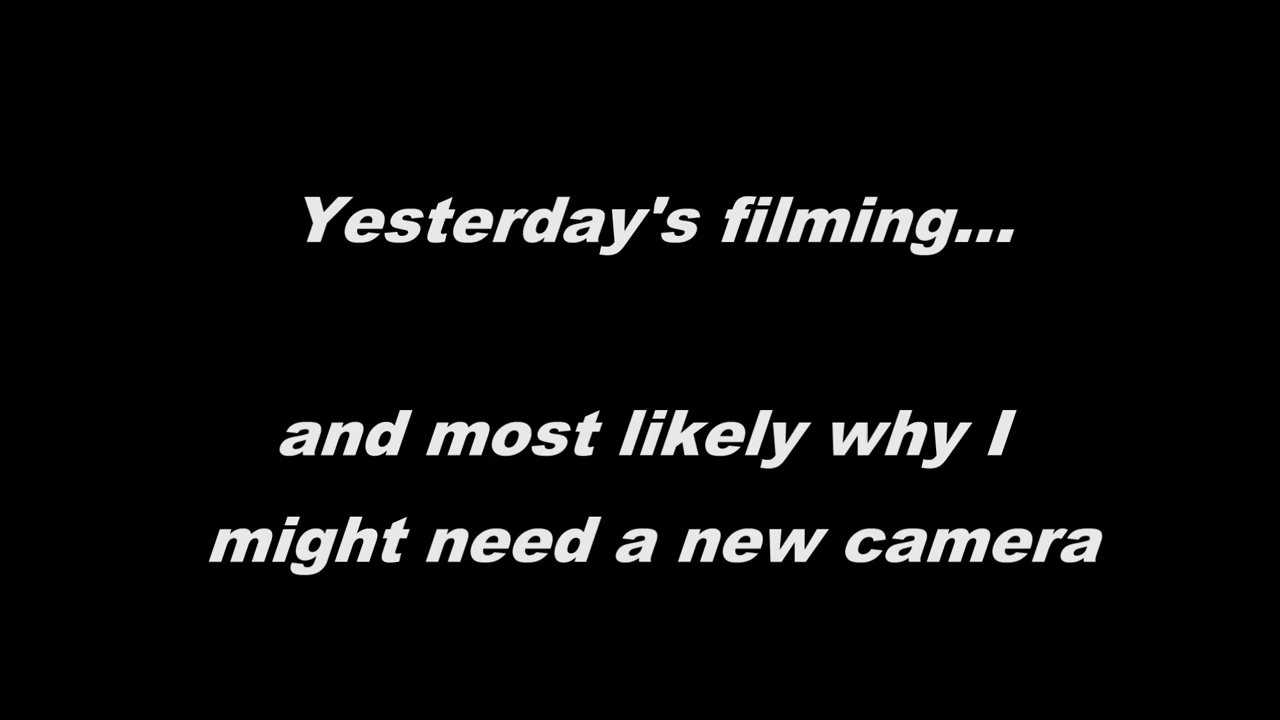 Yesterday's filming...
and most likely why I
might need a new camera